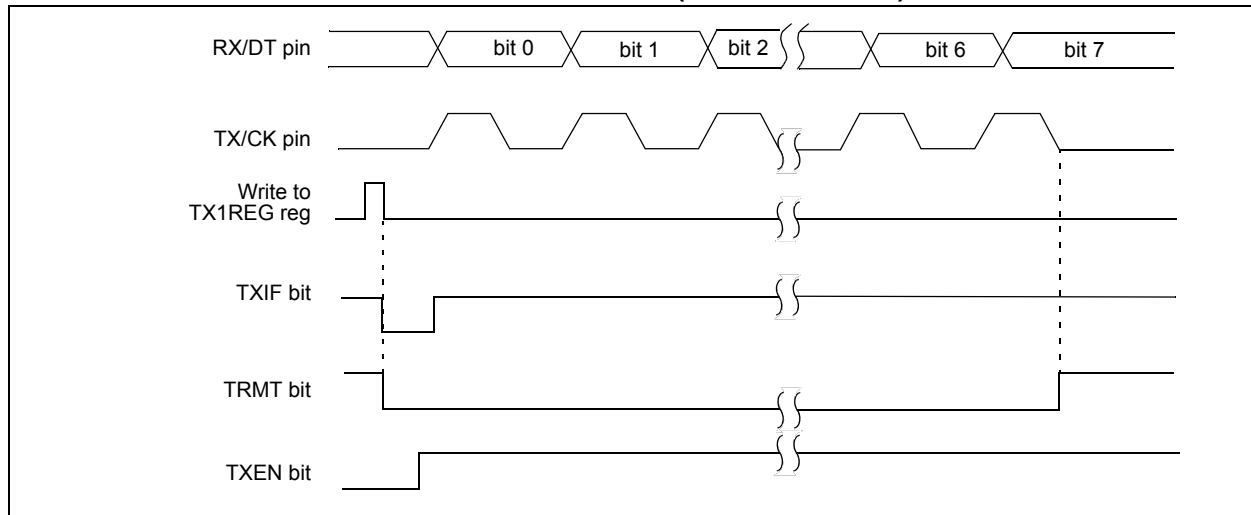 RX/DT pin
bit 0
bit 1
bit 2
bit 6
bit 7
TX/CK pin
Write to
TX1REG reg
TXIF bit
TRMT bit
TXEN bit